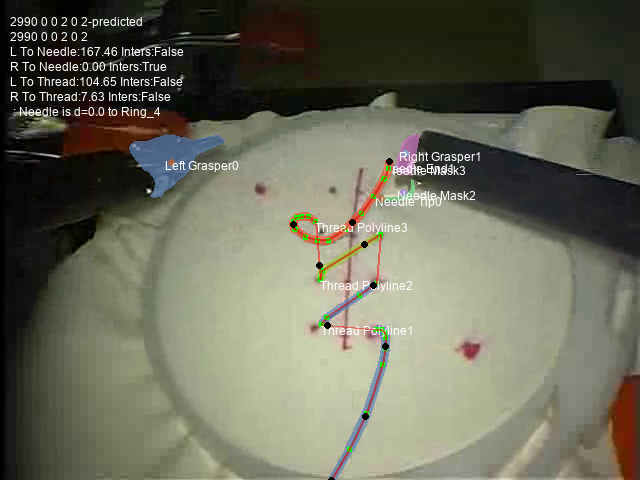 2990 0 0 2 0 2-predicted
2990 0 0 2 0 2
L To Needle:167.46 Inters:False
R To Needle:0.00 Inters:True
L To Thread:104.65 Inters:False
R To Thread:7.63 Inters:False
: Needle is d=0.0 to Ring_4
Right Grasper1
Left Grasper0
Needle Mask2
Needle Tip0
Thread Polyline3
Thread Polyline2
Thread Polyline1